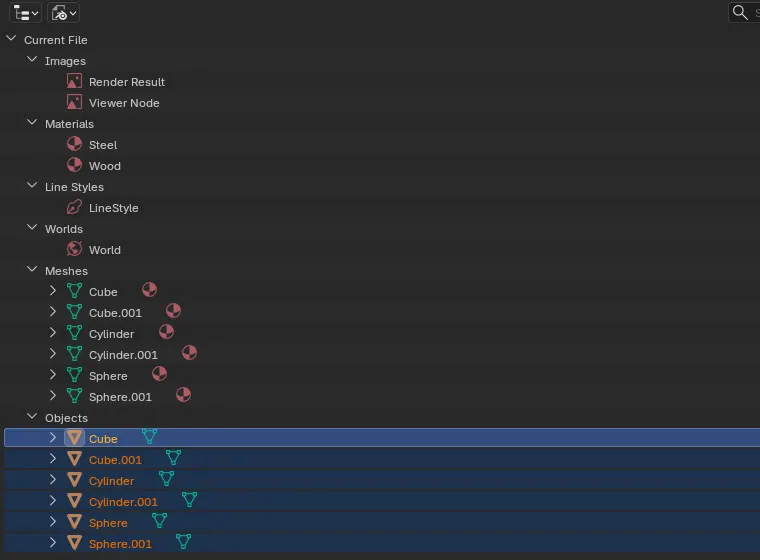 Current File
Images
Render Result
Viewer Node
Materials
Steel
Wood
Line Styles
LineStyle
Worlds
World
Meshes
Cube
Cube.001
Cylinder
Cylinder.001
Sphere
Sphere.001
Objects
Cube
Cube.001
Cylinder
Cylinder.001
Sphere
Sphere.001